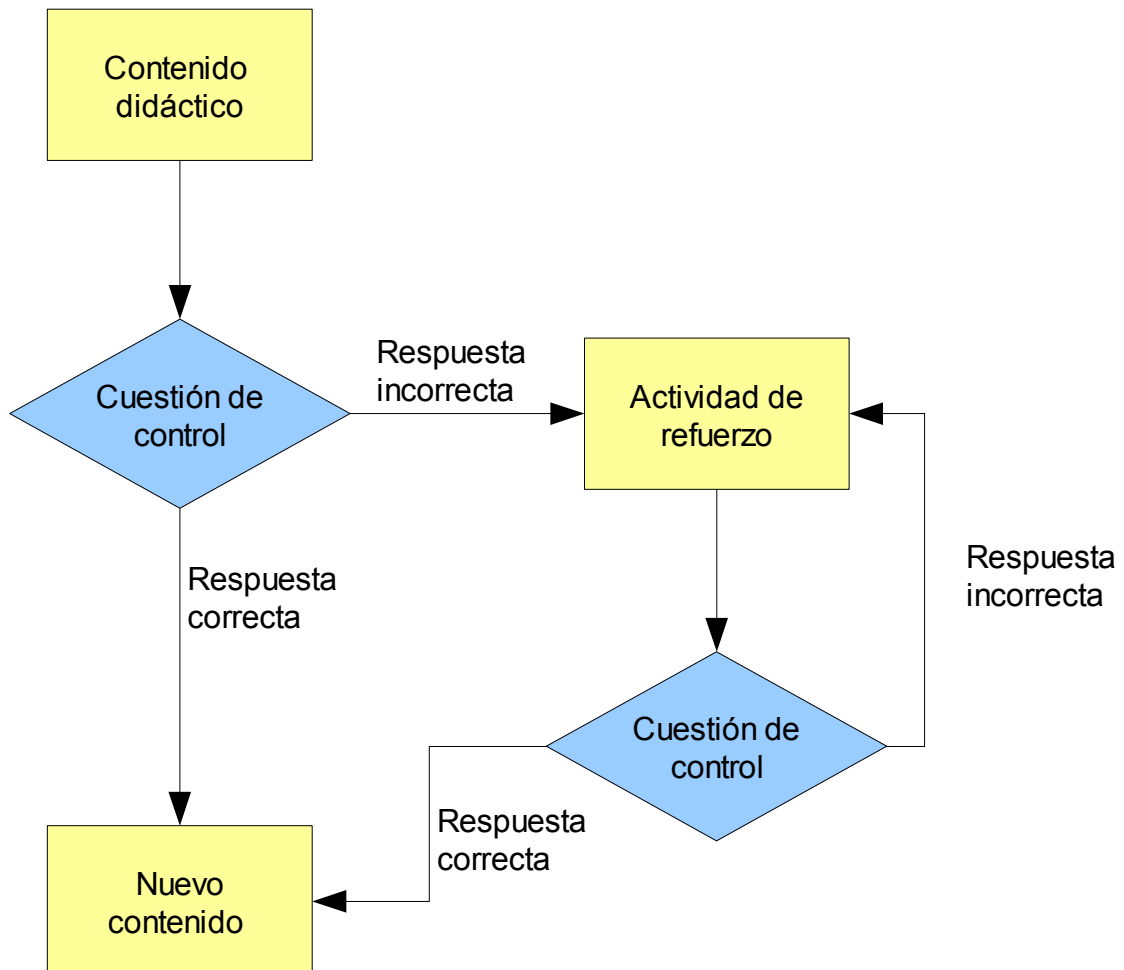 Contenido
didáctico
Respuesta
incorrecta
Cuestión de
control
Actividad de
refuerzo
Respuesta
correcta
Respuesta
incorrecta
Cuestión de
control
Respuesta
correcta
Nuevo
contenido